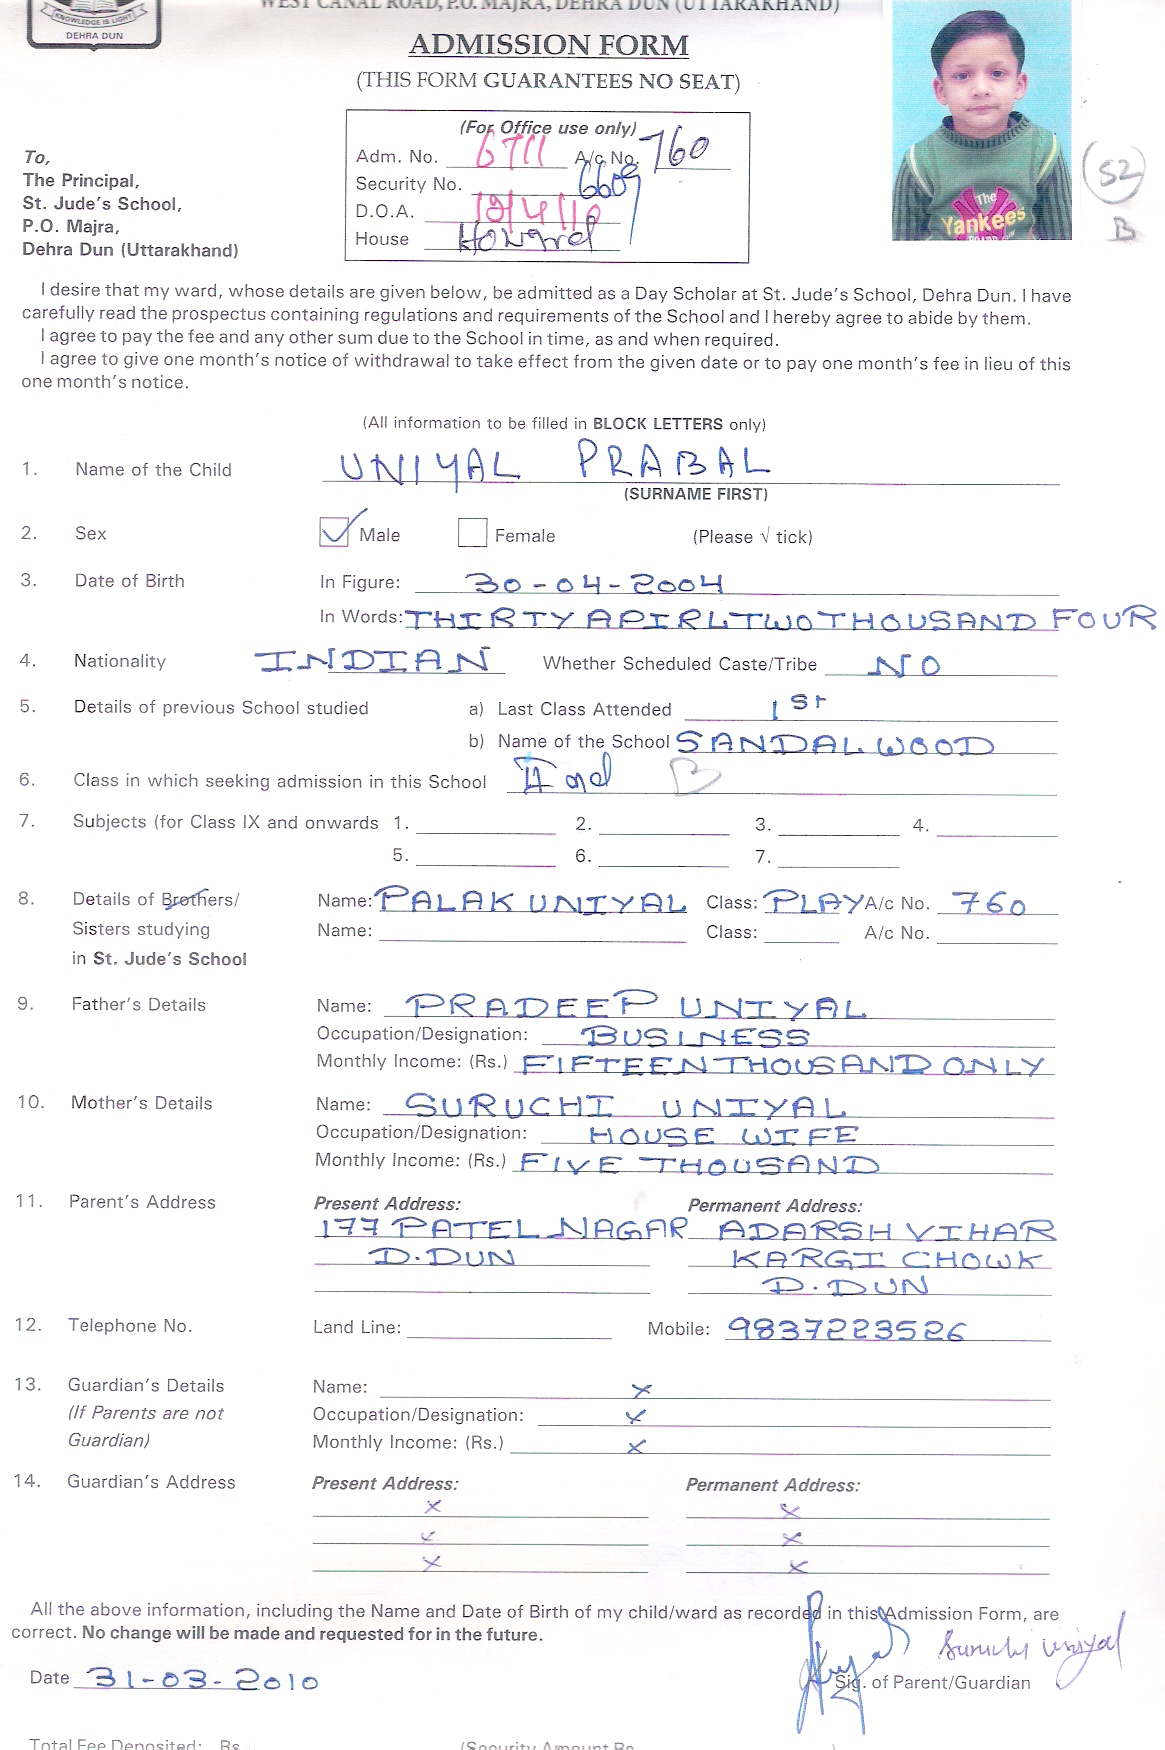 KNOWLEDGE IS LIGHT
DEHRA DUN
WEST CANAL ROAD, P.O. MAJRA, DEHRA DUN (UTTARAKHAND)
ADMISSION FORM
(THIS FORM GUARANTEES NO SEAT)
(For Office use only)
Adm. No. 6711 A/c No. 760
Security No. 6609
D.O.A.
House Howard
The
Yankees
52
B
To,
The Principal,
St. Jude's School,
P.O. Majra,
Dehra Dun (Uttarakhand)
I desire that my ward, whose details are given below, be admitted as a Day Scholar at St. Jude's School, Dehra Dun. I have
carefully read the prospectus containing regulations and requirements of the School and I hereby agree to abide by them.
I agree to pay the fee and any other sum due to the School in time, as and when required.
I agree to give one month's notice of withdrawal to take effect from the given date or to pay one month's fee in lieu of this
one month's notice.
(All information to be filled in BLOCK LETTERS only)
1. Name of the Child UNIYAL PRABAL
(SURNAME FIRST)
2. Sex Male Female (Please √ tick)
3. Date of Birth In Figure: 30-04-2004
In Words: THIRTY APIRL TWO THOUSAND FOUR
4. Nationality INDIAN Whether Scheduled Caste/Tribe NO
5. Details of previous School studied a) Last Class Attended 1st
b) Name of the School SANDALWOOD
6. Class in which seeking admission in this School II nd B
7. Subjects (for Class IX and onwards 1. 2. 3. 4.
5. 6. 7.
8. Details of Brothers/ Name: PALAK UNIYAL Class: PLAY A/c No. 760
Sisters studying Name: Class: A/c No.
in St. Jude's School
9. Father's Details Name: PRADEEP UNIYAL
Occupation/Designation: BUSINESS
Monthly Income: (Rs.) FIFTEEN THOUSAND ONLY
10. Mother's Details Name: SURUCHI UNIYAL
Occupation/Designation: HOUSE WIFE
Monthly Income: (Rs.) FIVE THOUSAND
11. Parent's Address Present Address: Permanent Address:
177 PATEL NAGAR ADARSH VIHAR
D.DUN KARGI CHOWK
D.DUN
12. Telephone No. Land Line: Mobile: 9837223526
13. Guardian's Details Name: x
(If Parents are not Occupation/Designation: x
Guardian) Monthly Income: (Rs.) x
14. Guardian's Address Present Address: Permanent Address:
x x
x x
x x
All the above information, including the Name and Date of Birth of my child/ward as recorded in this Admission Form, are
correct. No change will be made and requested for in the future.
Suruchi Uniyal
Date 31-03-2010 Sig. of Parent/Guardian
Total Fee Deposited: Rs. (Security Amount Rs. )